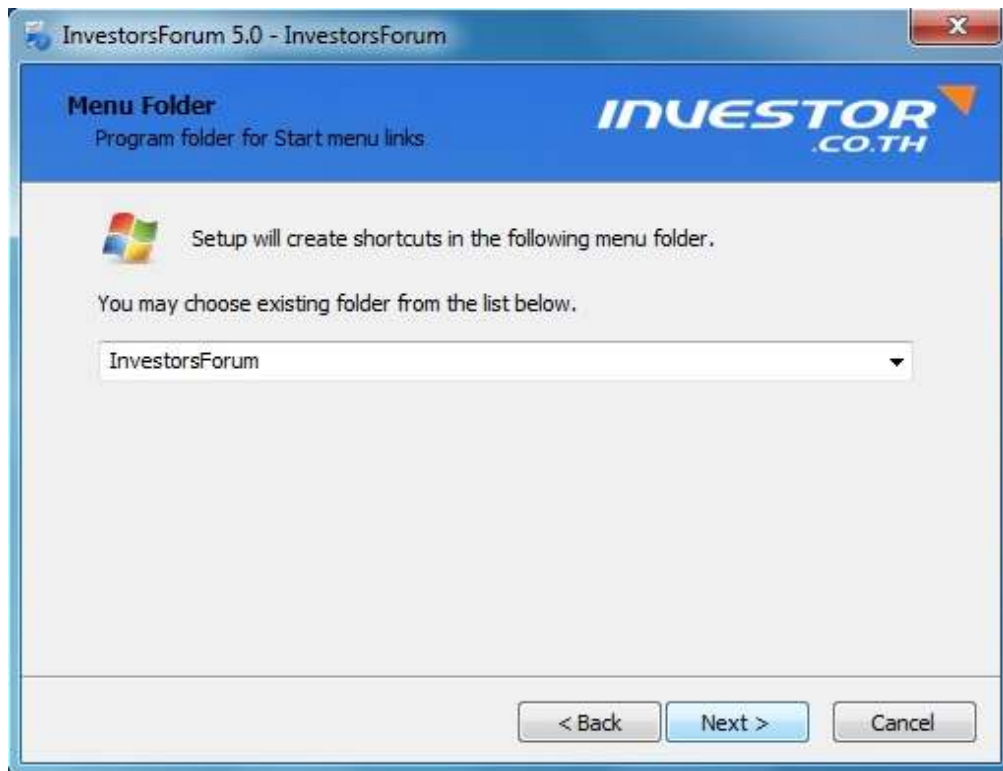 InvestorsForum 5.0 - InvestorsForum
x
Menu Folder
Program folder for Start menu links
INVESTOR
.CO.TH
Setup will create shortcuts in the following menu folder.
You may choose existing folder from the list below.
InvestorsForum
< Back
Next >
Cancel